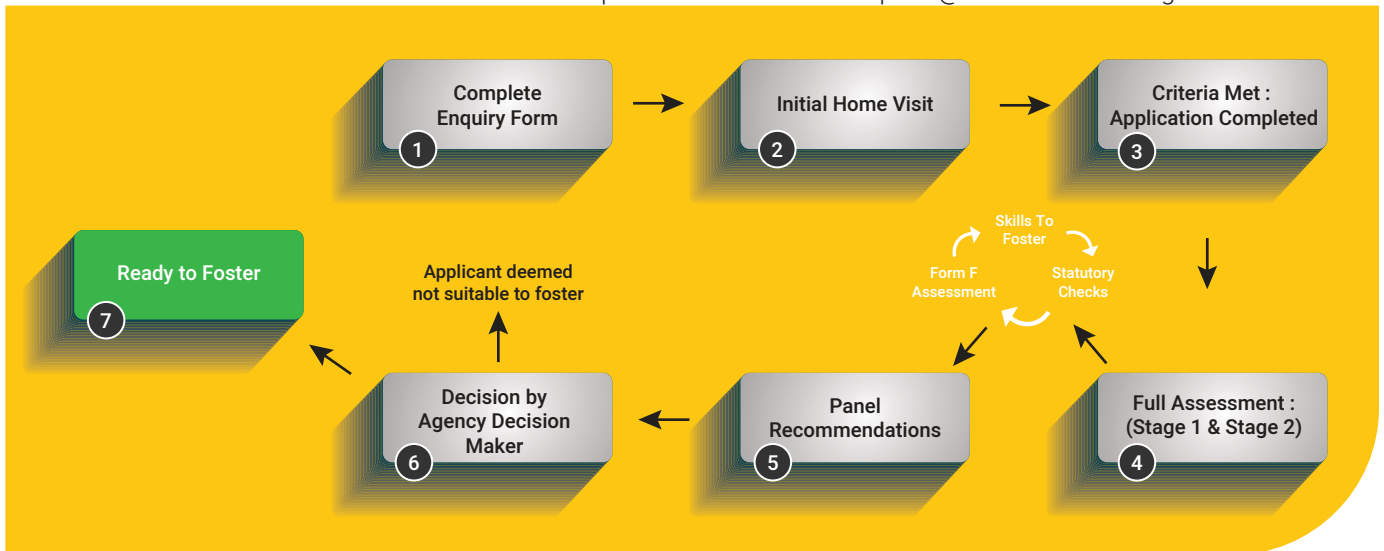 Complete
Enquiry Form
1
Initial Home Visit
2
Criteria Met :
Application Completed
3
Skills To
Foster
Statutory
Checks
Form F
Assessment
Full Assessment :
(Stage 1 & Stage 2)
4
Panel
Recommendations
5
Decision by
Agency Decision
Maker
6
Applicant deemed
not suitable to foster
Ready to Foster
7